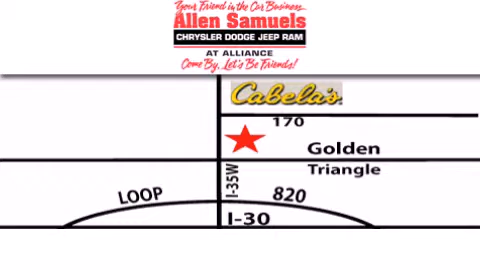 Your Friend in the Car Business...
Allen Samuels
CHRYSLER DODGE JEEP RAM
AT ALLIANCE
Come By, Let's Be Friends!
Cabela's
170
Golden
Triangle
I-35W
LOOP 820
I-30